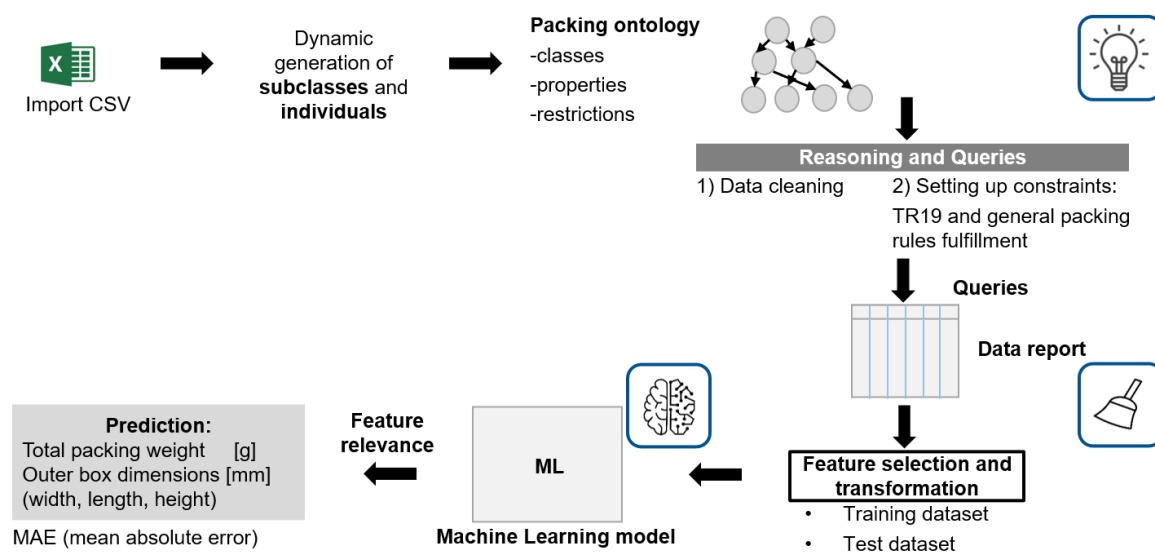 X
Import CSV
Dynamic
generation of
subclasses and
individuals
Packing ontology
-classes
-properties
-restrictions
Reasoning and Queries
1) Data cleaning
2) Setting up constraints:
TR19 and general packing
rules fulfillment
Queries
Data report
Feature selection and
transformation
• Training dataset
• Test dataset
ML
Machine Learning model
Feature
relevance
Prediction:
Total packing weight [g]
Outer box dimensions [mm]
(width, length, height)
MAE (mean absolute error)